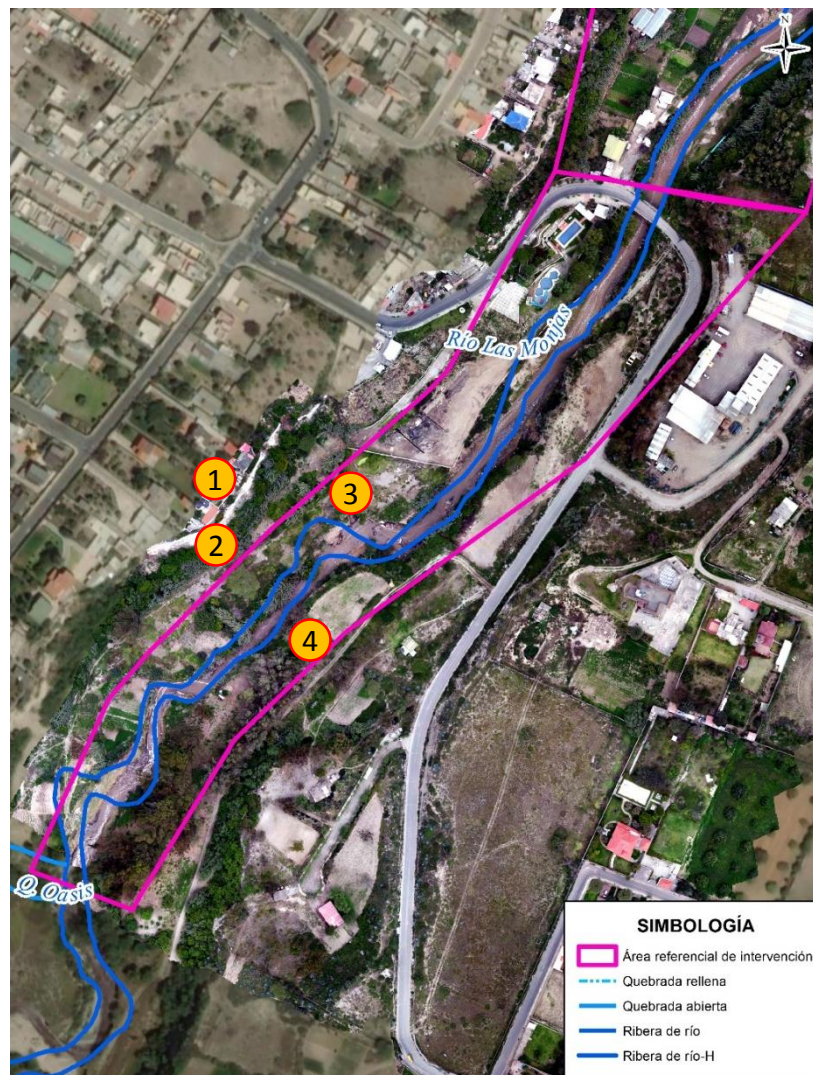 N
Río Las Monjas
1
3
2
4
Q. Oasis
SIMBOLOGÍA
Área referencial de intervención
Quebrada rellena
Quebrada abierta
Ribera de río
Ribera de río-H